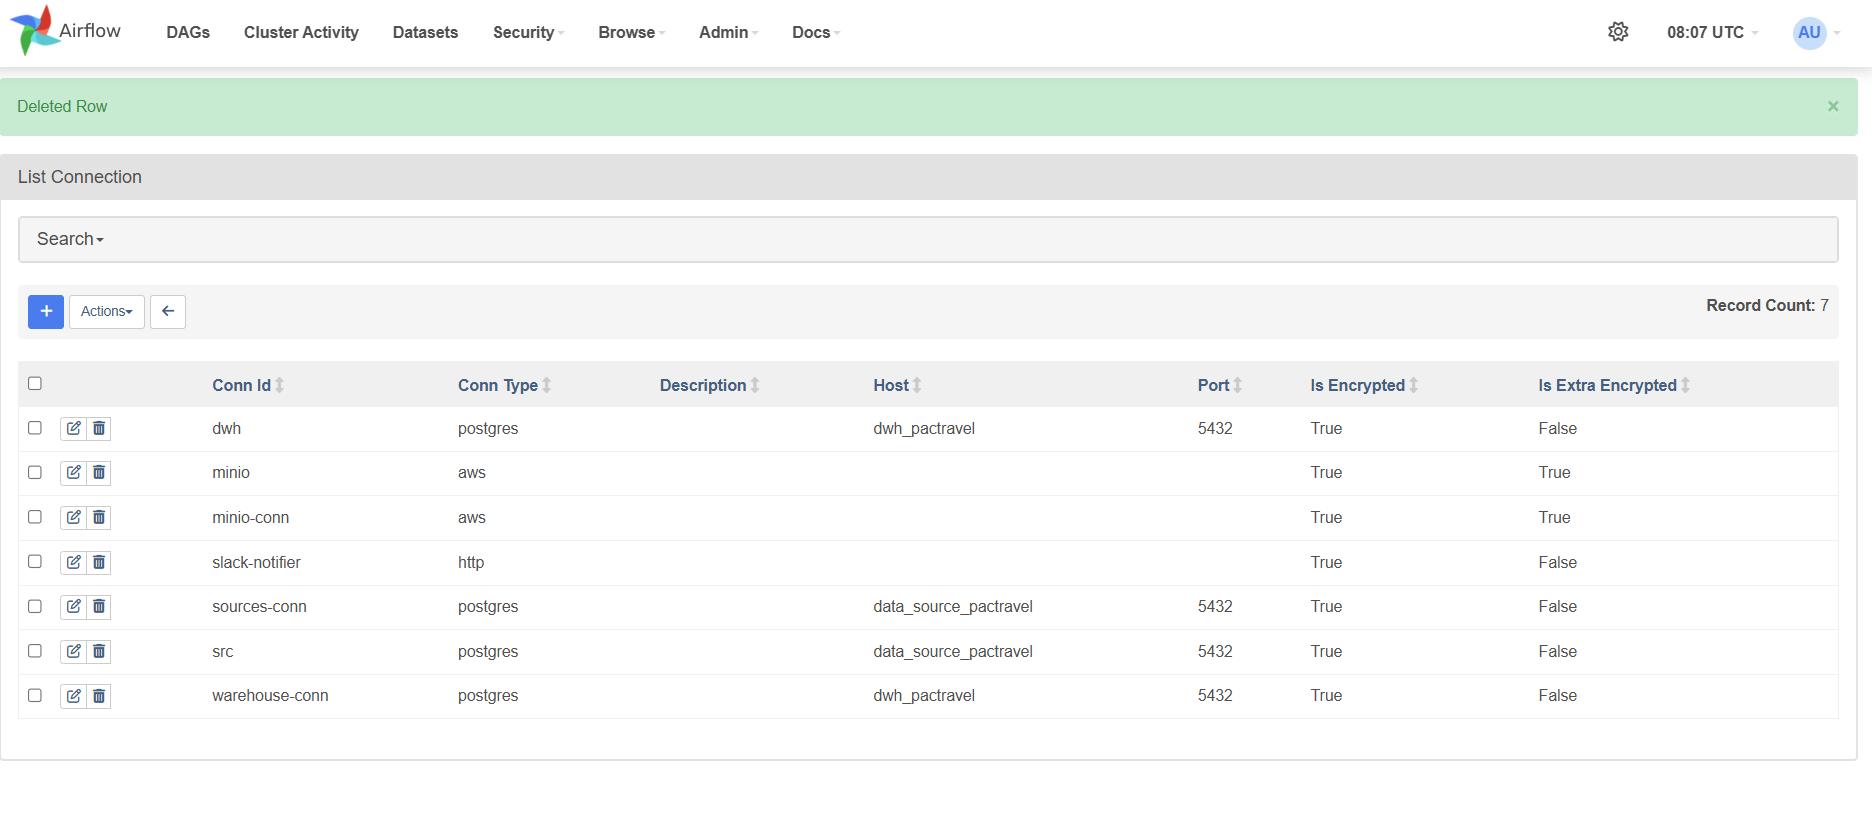 Airflow DAGs Cluster Activity Datasets Security Browse Admin Docs 08:07 UTC AU
Deleted Row ×
List Connection
Search
+ Actions Record Count: 7
Conn Id Conn Type Description Host Port Is Encrypted Is Extra Encrypted
dwh postgres dwh_pactravel 5432 True False
minio aws True True
minio-conn aws True True
slack-notifier http True False
sources-conn postgres data_source_pactravel 5432 True False
src postgres data_source_pactravel 5432 True False
warehouse-conn postgres dwh_pactravel 5432 True False